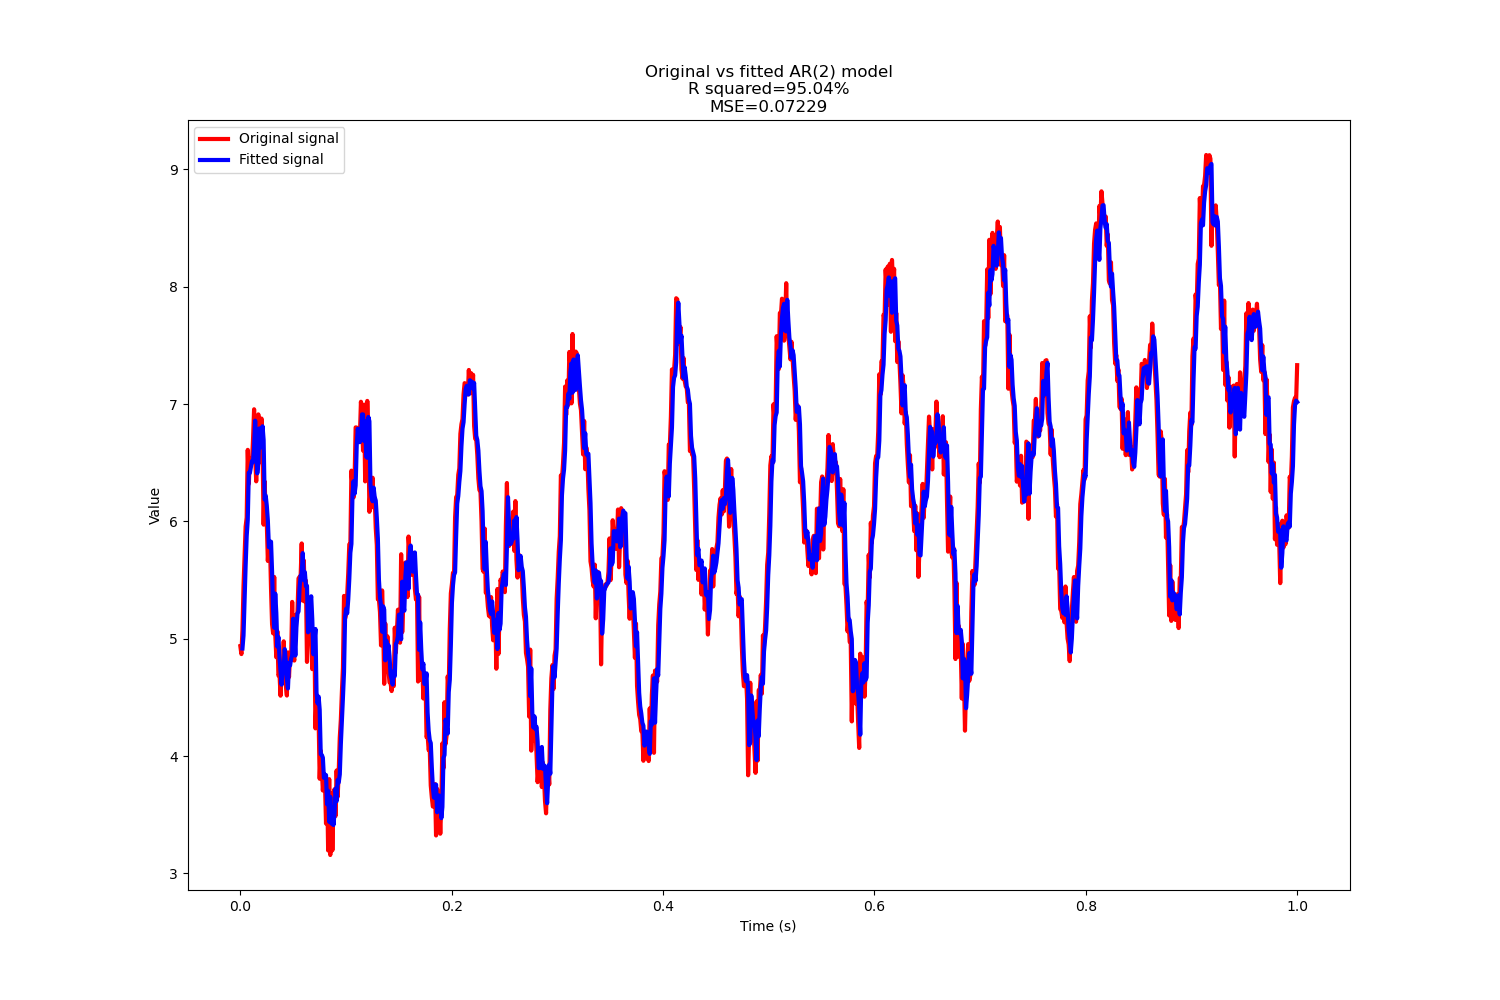 Original vs fitted AR(2) model
R squared=95.04%
MSE=0.07229
Original signal
Fitted signal
9
8
7
6
5
4
3
Value
0.0 0.2 0.4 0.6 0.8 1.0
Time (s)